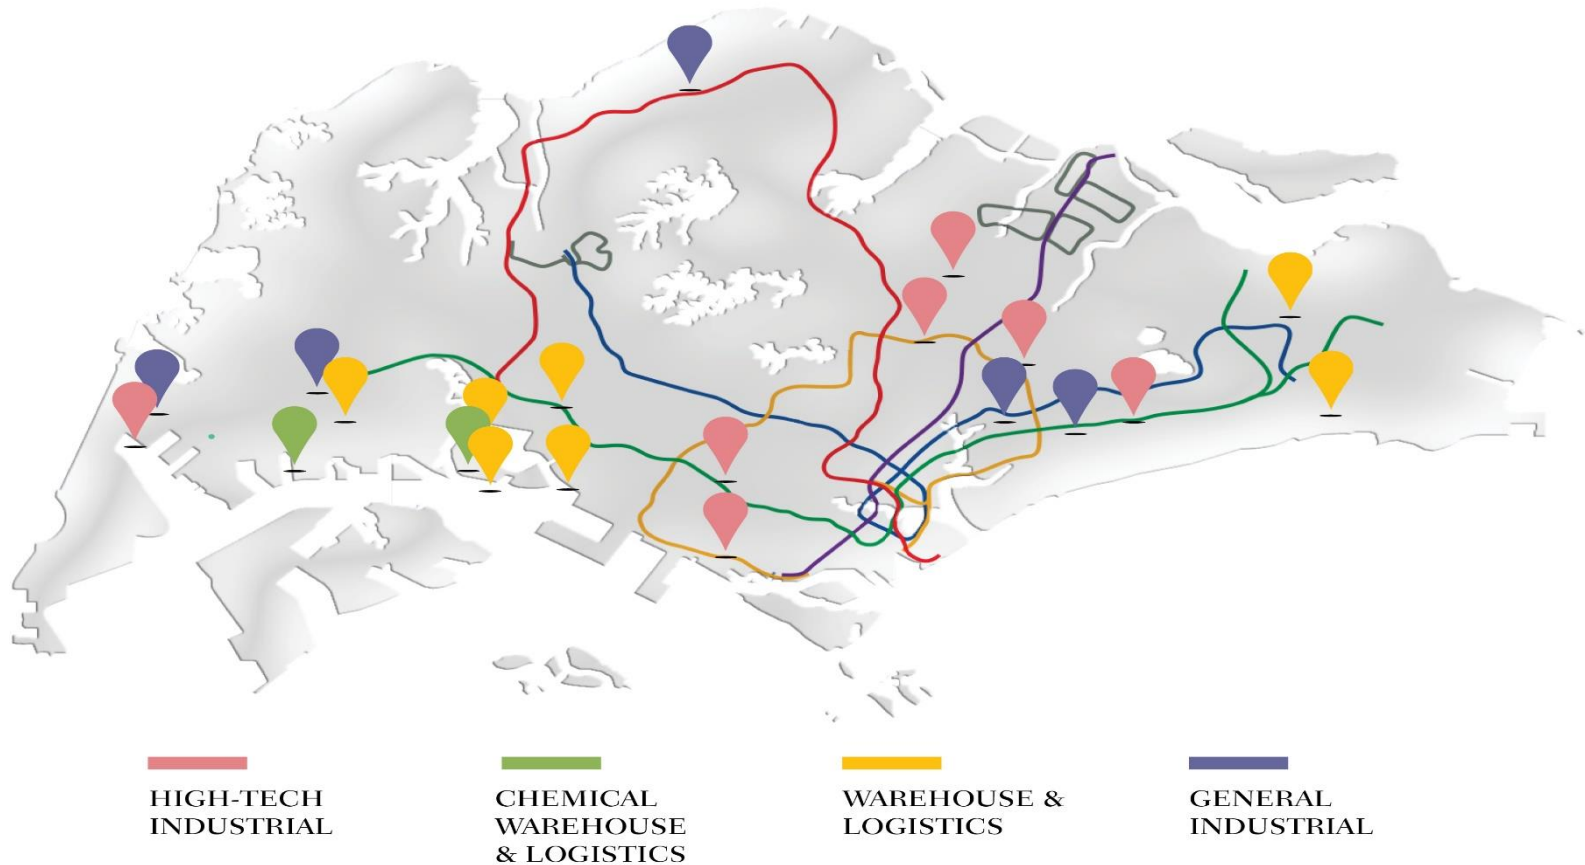 HIGH-TECH
INDUSTRIAL
CHEMICAL
WAREHOUSE
& LOGISTICS
WAREHOUSE &
LOGISTICS
GENERAL
INDUSTRIAL